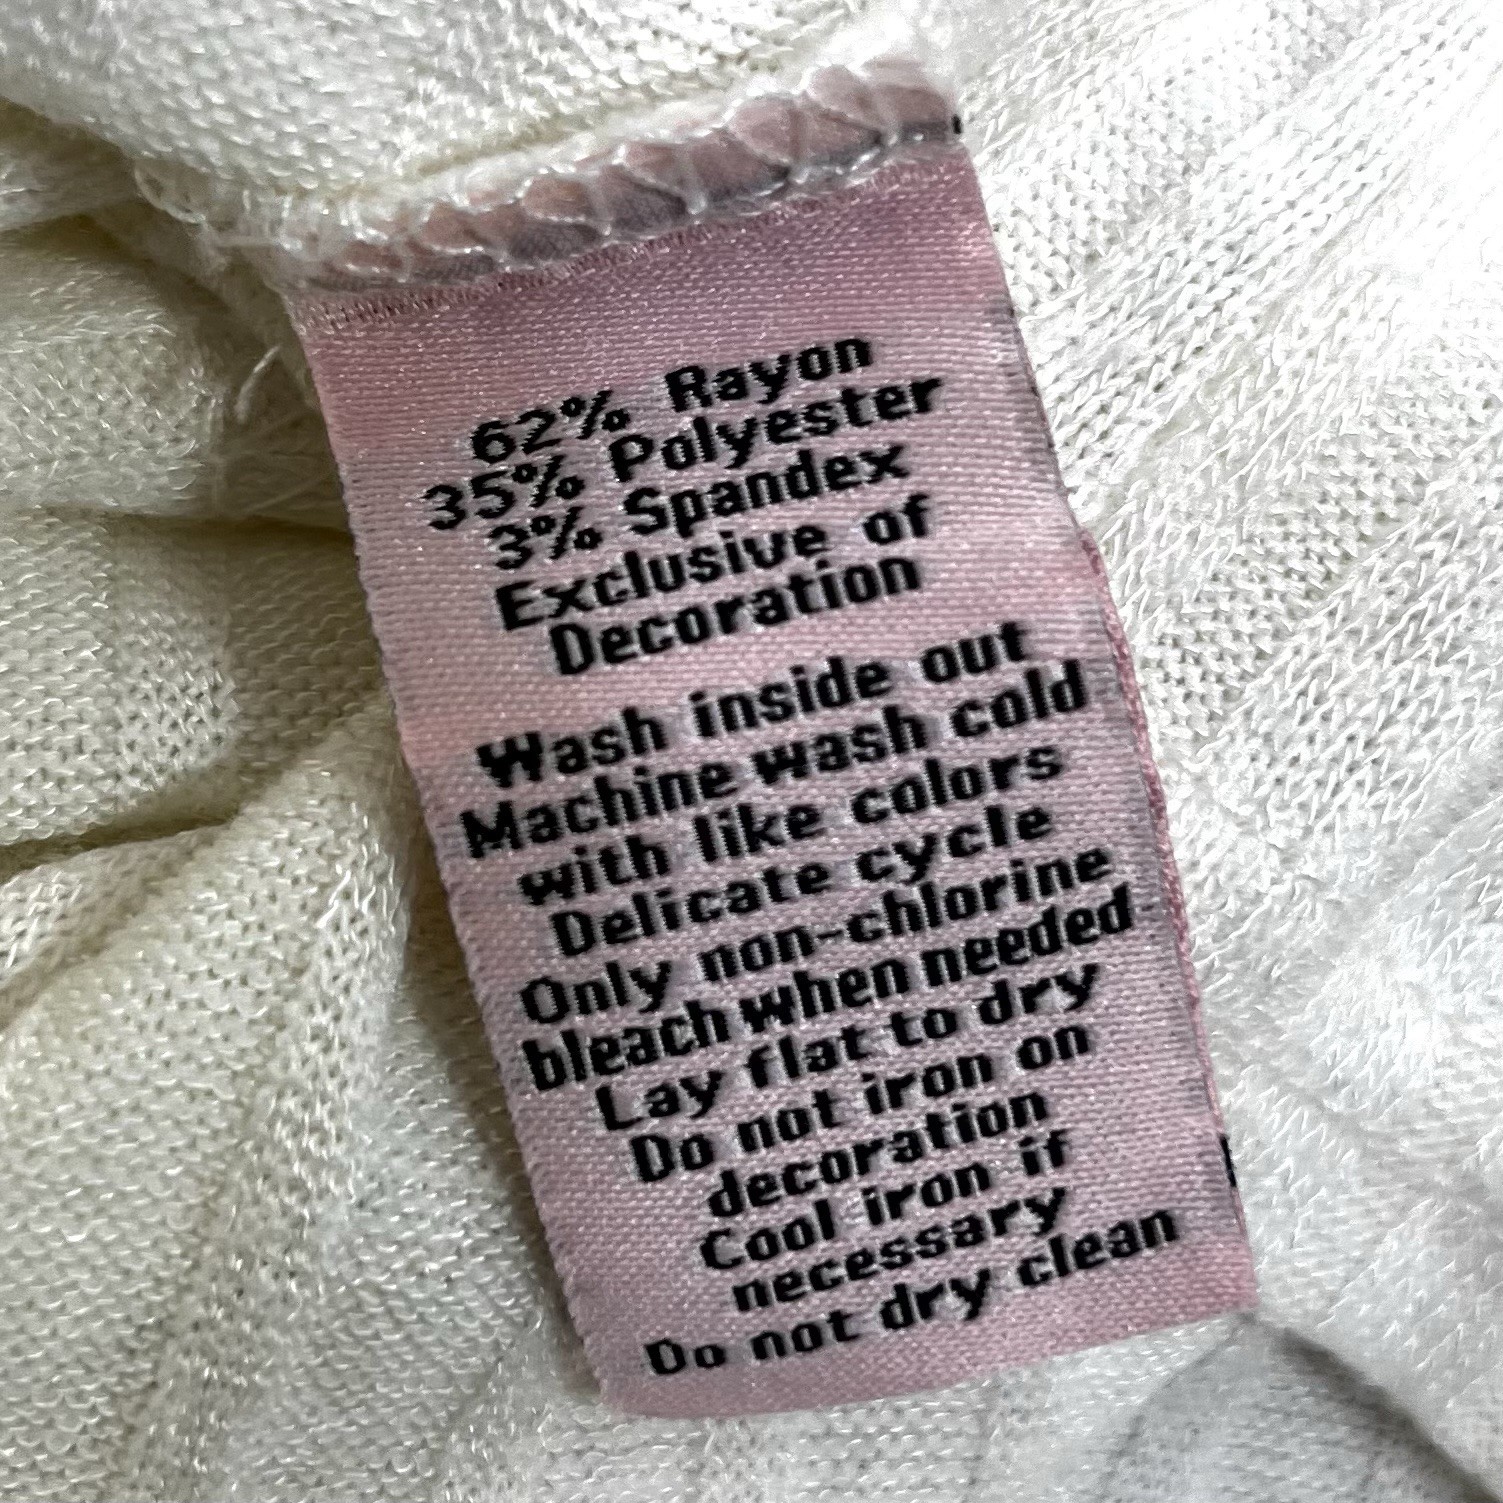 62% Rayon
35% Polyester
3% Spandex
Exclusive of
Decoration
Wash inside out
Machine wash cold
with like colors
Delicate cycle
Only non-chlorine
bleach when needed
Lay flat to dry
Do not iron on
decoration
Cool iron if
necessary
Do not dry clean